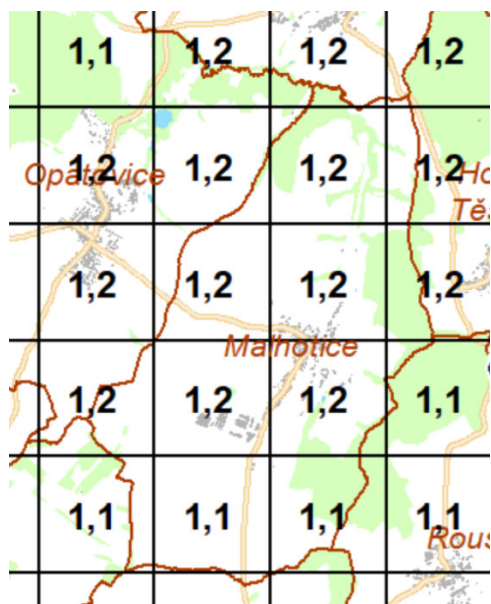 1,1 1,2 1,2 1,2
1,2 1,2 1,2 1,2
Opatovice Ho
Těš
1,2 1,2 1,2 1,2
Malhotice
1,2 1,2 1,2 1,1
1,1 1,1 1,1 1,1
Rous